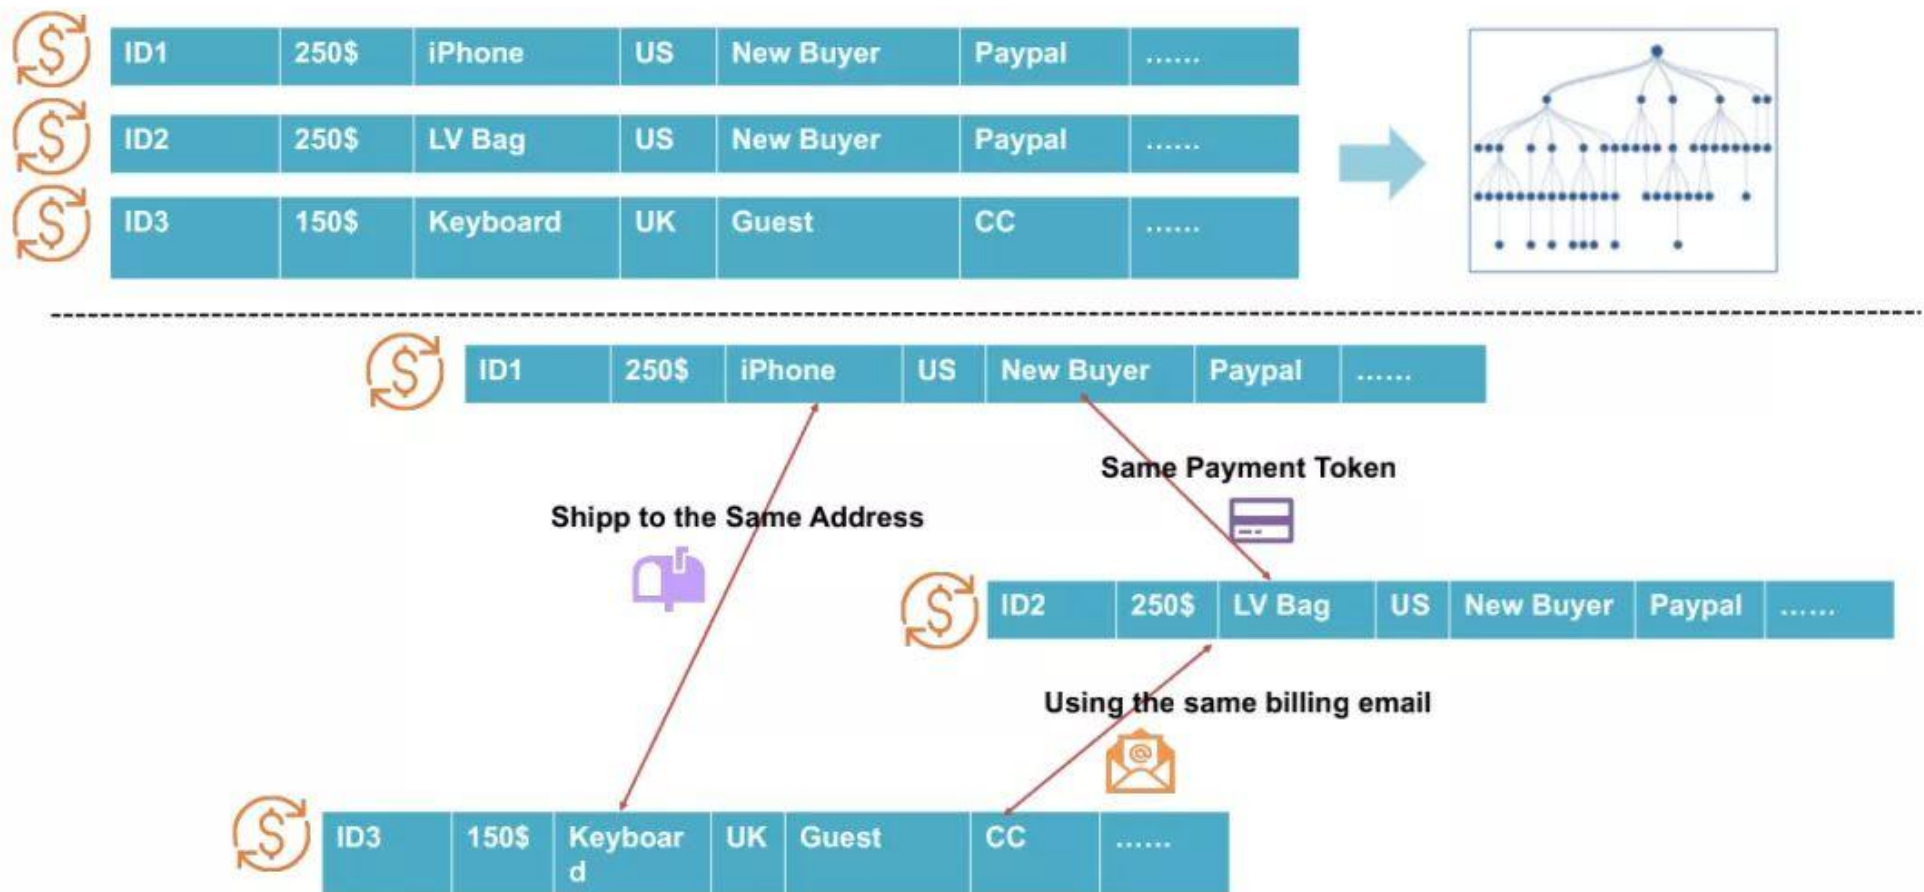 ID1 250$ iPhone US New Buyer Paypal ......
ID2 250$ LV Bag US New Buyer Paypal ......
ID3 150$ Keyboard UK Guest CC ......
ID1 250$ iPhone US New Buyer Paypal ......
Same Payment Token
Shipp to the Same Address
ID2 250$ LV Bag US New Buyer Paypal ......
Using the same billing email
ID3 150$ Keyboar UK Guest CC ......
d